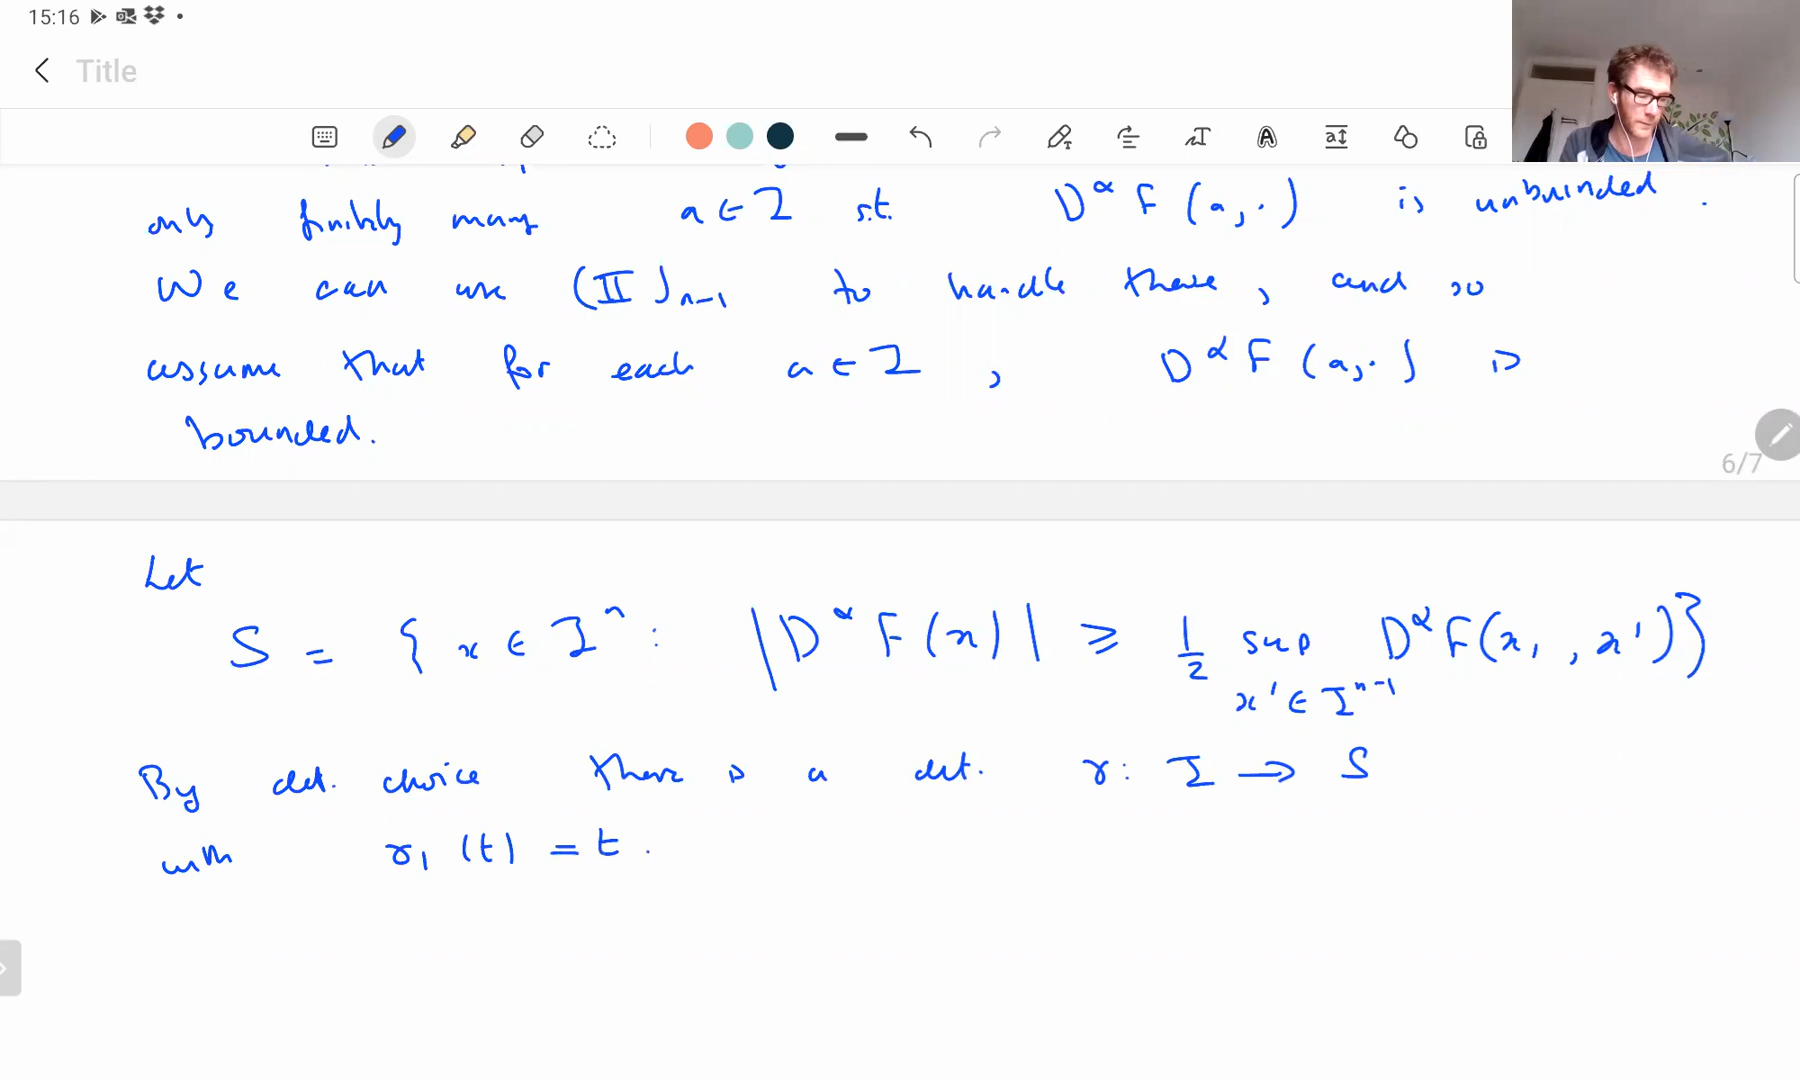 15:16
Title
only finitely many a ∈ I s.t. D^α F (a, ·) is unbounded .
We can use (II)_{n-1} to handle these , and so
assume that for each a ∈ I , D^α F (a, ·) is
bounded.
6/7
Let
S = { x ∈ I^n : |D^α F(x)| ≥ 1/2 sup_{x' ∈ I^{n-1}} D^α F(x_1 , x') }
By def. choice there is a def. γ : I → S
with γ_1 (t) = t .